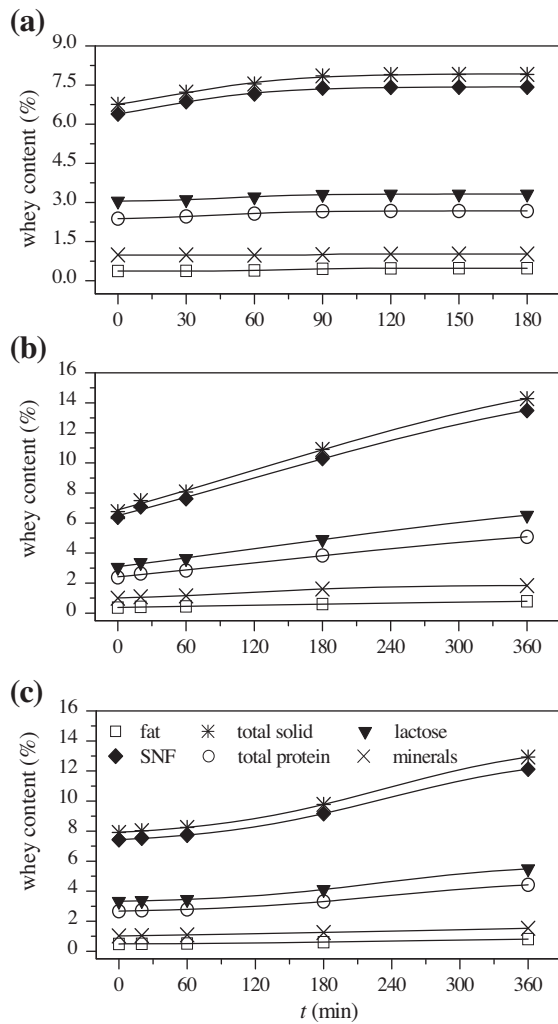 (a)
9.0
7.5
6.0
4.5
3.0
1.5
0.0
whey content (%)
0 30 60 90 120 150 180
(b)
16
14
12
10
8
6
4
2
0
whey content (%)
0 60 120 180 240 300 360
(c)
16
14
12
10
8
6
4
2
0
whey content (%)
fat total solid lactose
SNF total protein minerals
0 60 120 180 240 300 360
t (min)